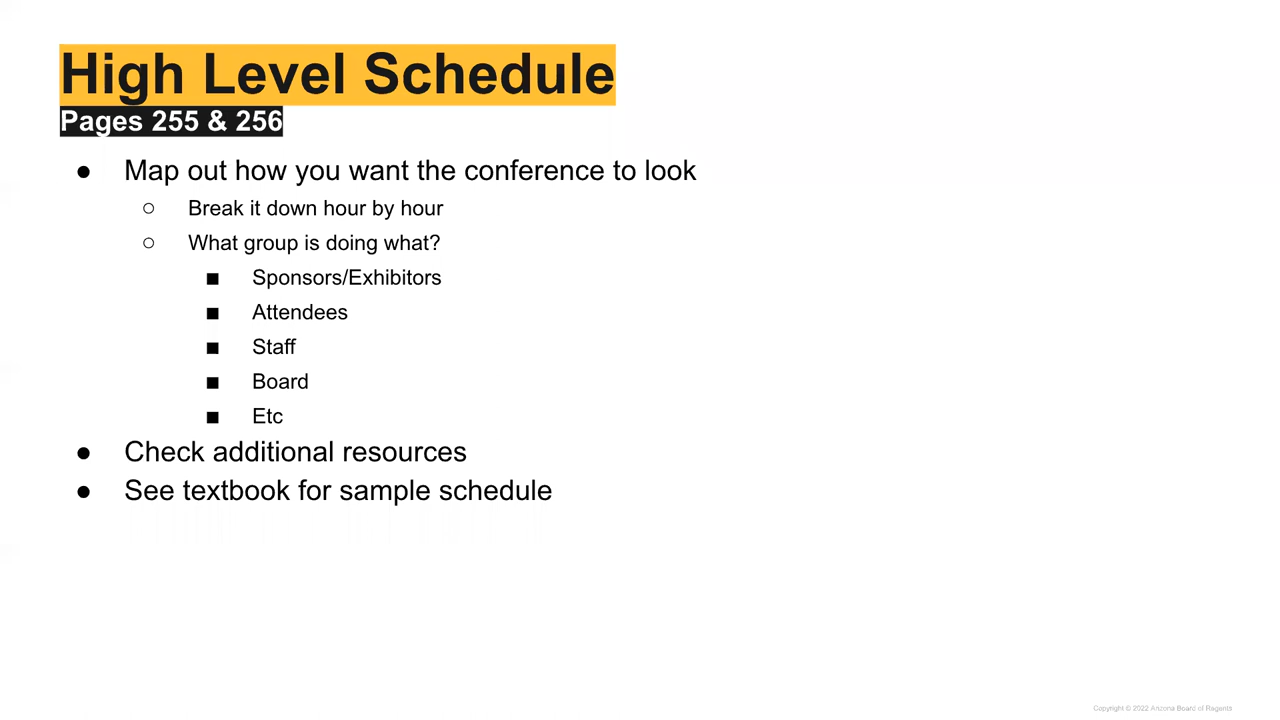 High Level Schedule
Pages 255 & 256
● Map out how you want the conference to look
○ Break it down hour by hour
○ What group is doing what?
■ Sponsors/Exhibitors
■ Attendees
■ Staff
■ Board
■ Etc
● Check additional resources
● See textbook for sample schedule
Copyright © 2022 Arizona Board of Regents